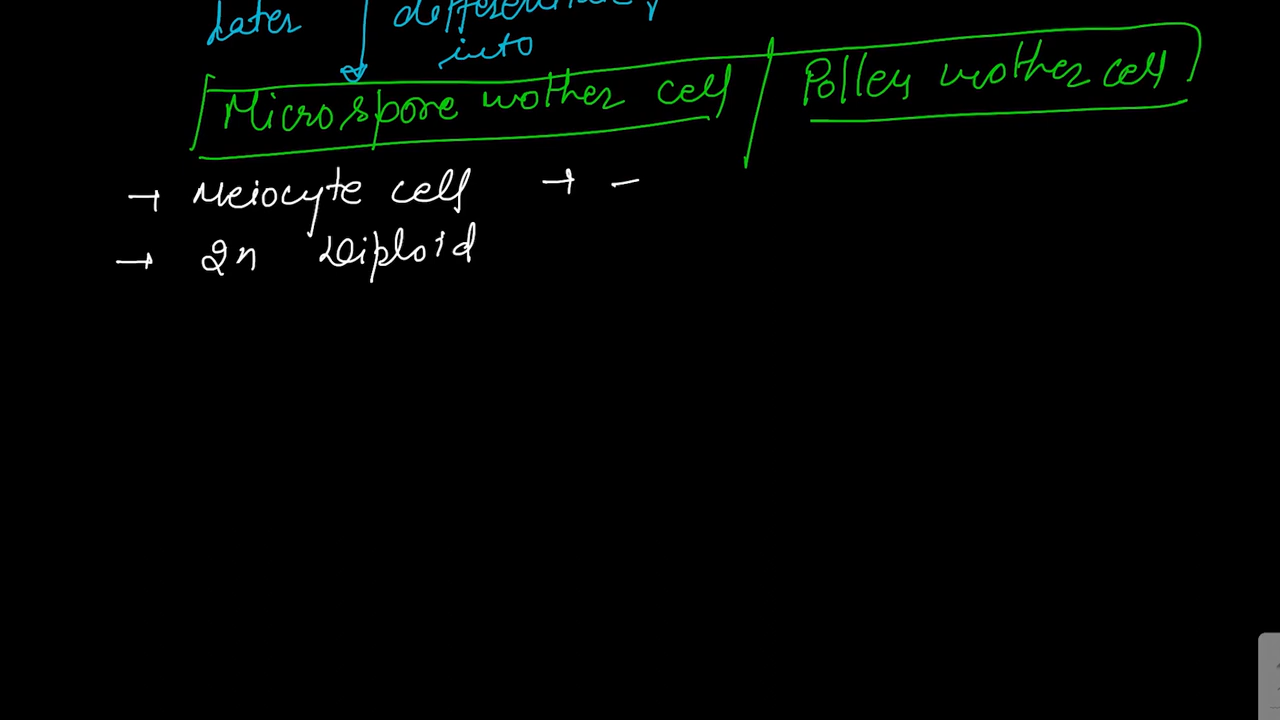 Later
into
Microspore mother cell / Pollen mother cell
→ Meiocyte cell → -
→ 2n Diploid